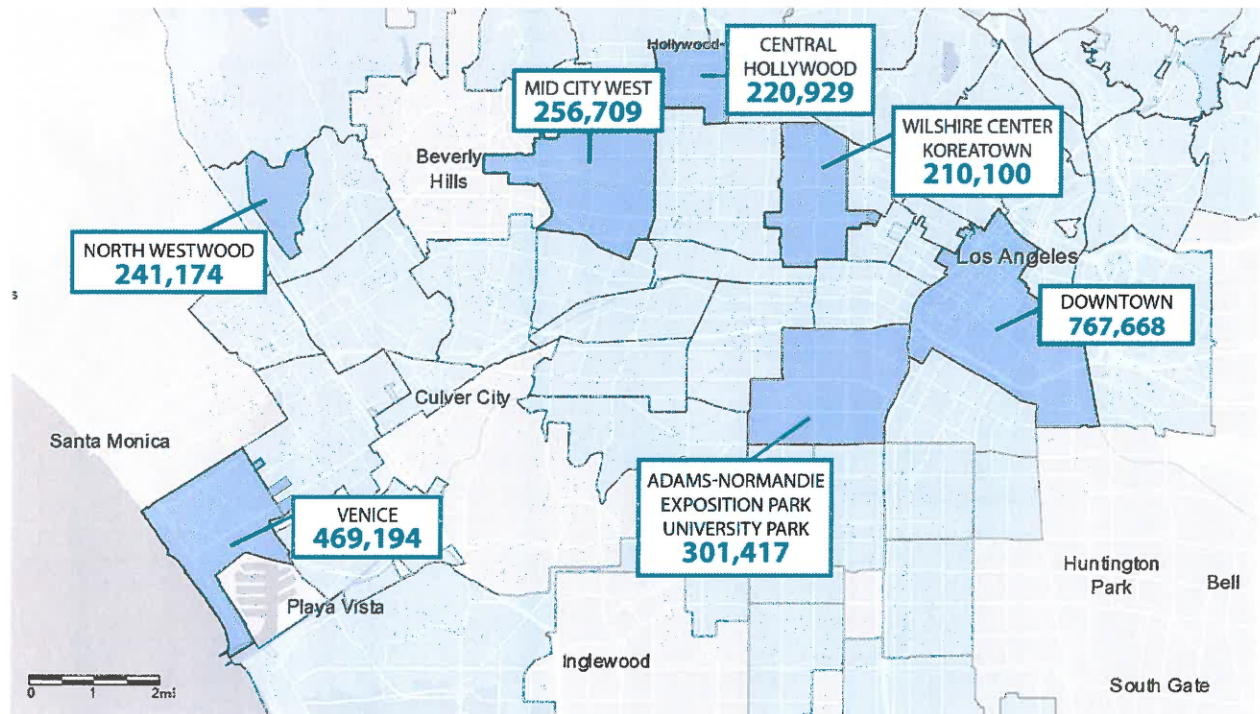 Hollywood
CENTRAL
HOLLYWOOD
220,929
MID CITY WEST
256,709
WILSHIRE CENTER
KOREATOWN
210,100
Beverly
Hills
NORTH WESTWOOD
241,174
s
Los Angeles
DOWNTOWN
767,668
Culver City
Santa Monica
ADAMS-NORMANDIE
EXPOSITION PARK
UNIVERSITY PARK
301,417
VENICE
469,194
Huntington
Park
Bell
Playa Vista
Inglewood
South Gate
0 1 2mi